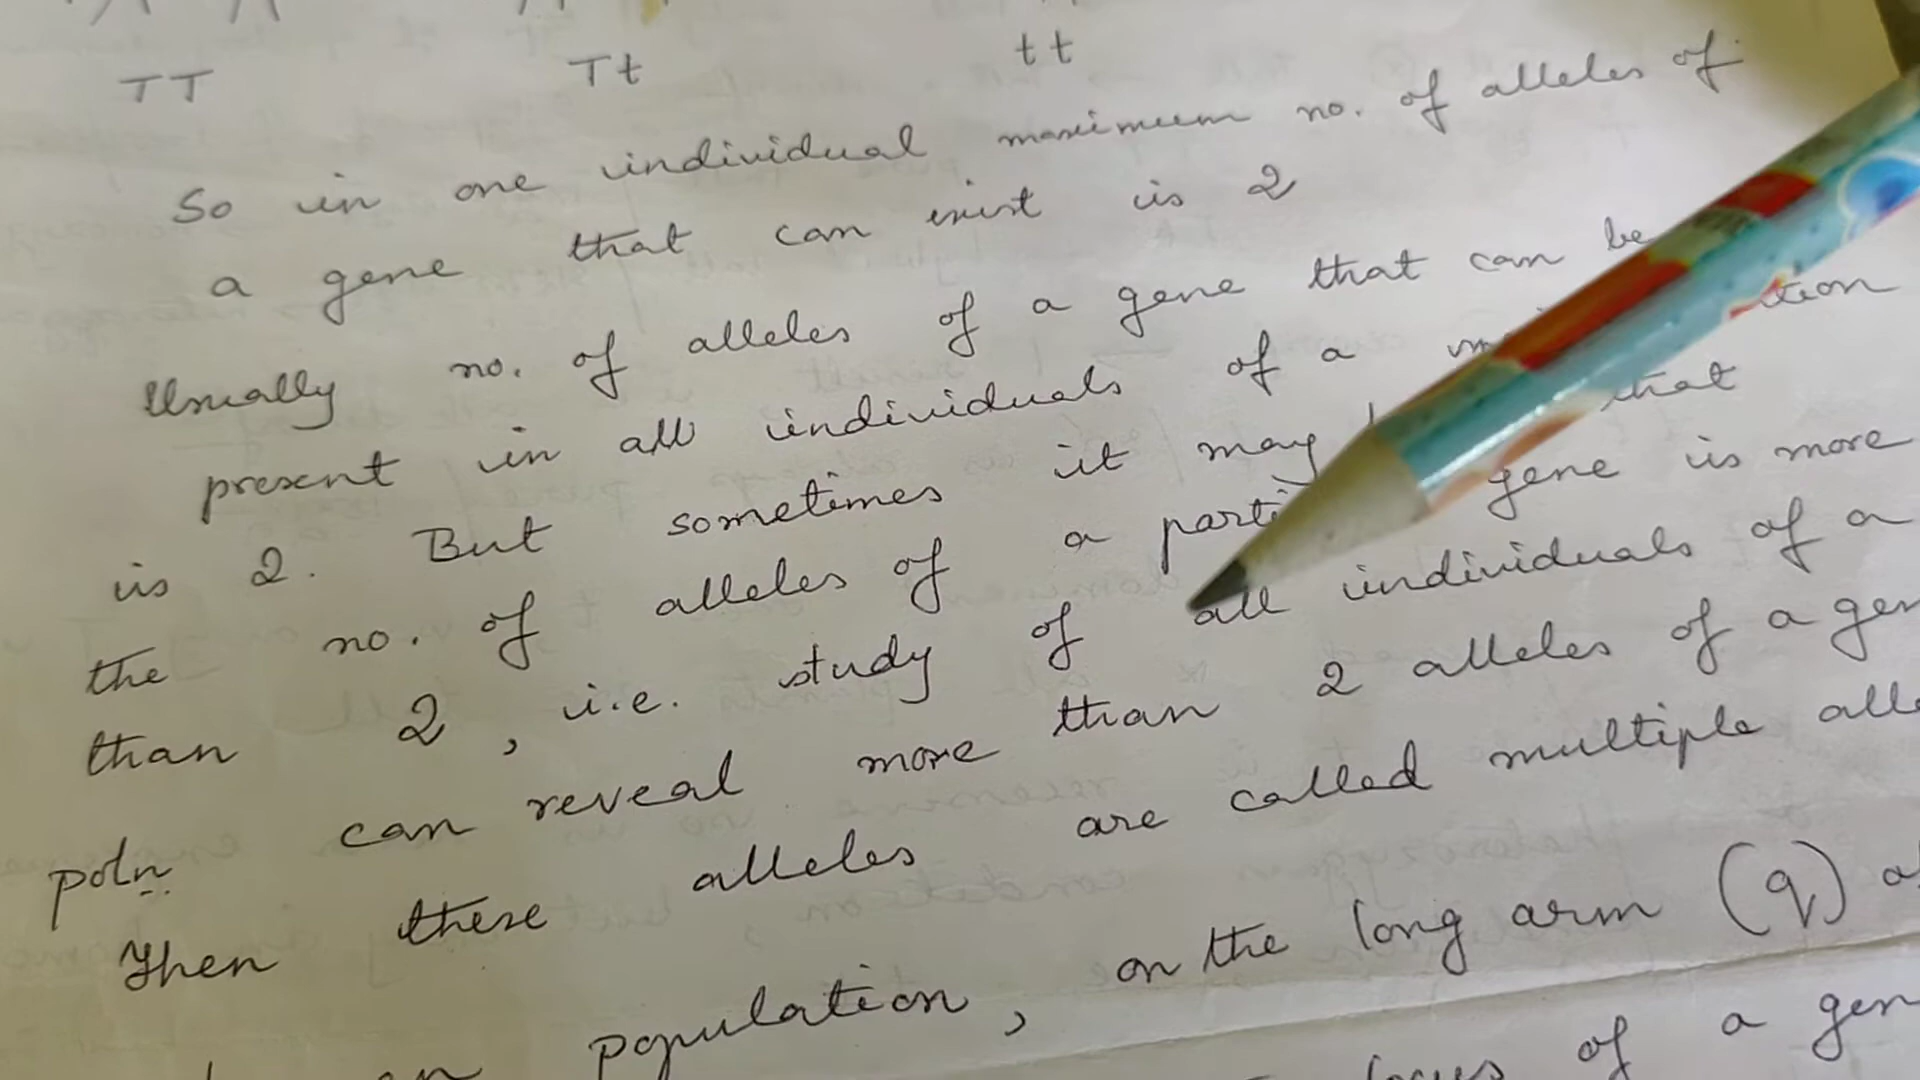 TT Tt tt
So in one individual maximum no. of alleles of
a gene that can exist is 2
Usually no. of alleles of a gene that can be
present in all individuals of a
is 2. But sometimes it may that
the no. of alleles of a gene is more
than 2, i.e. study of all individuals of a
poln can reveal more than 2 alleles of a
Then these alleles are called multiple
population, on the long arm (q)
of a